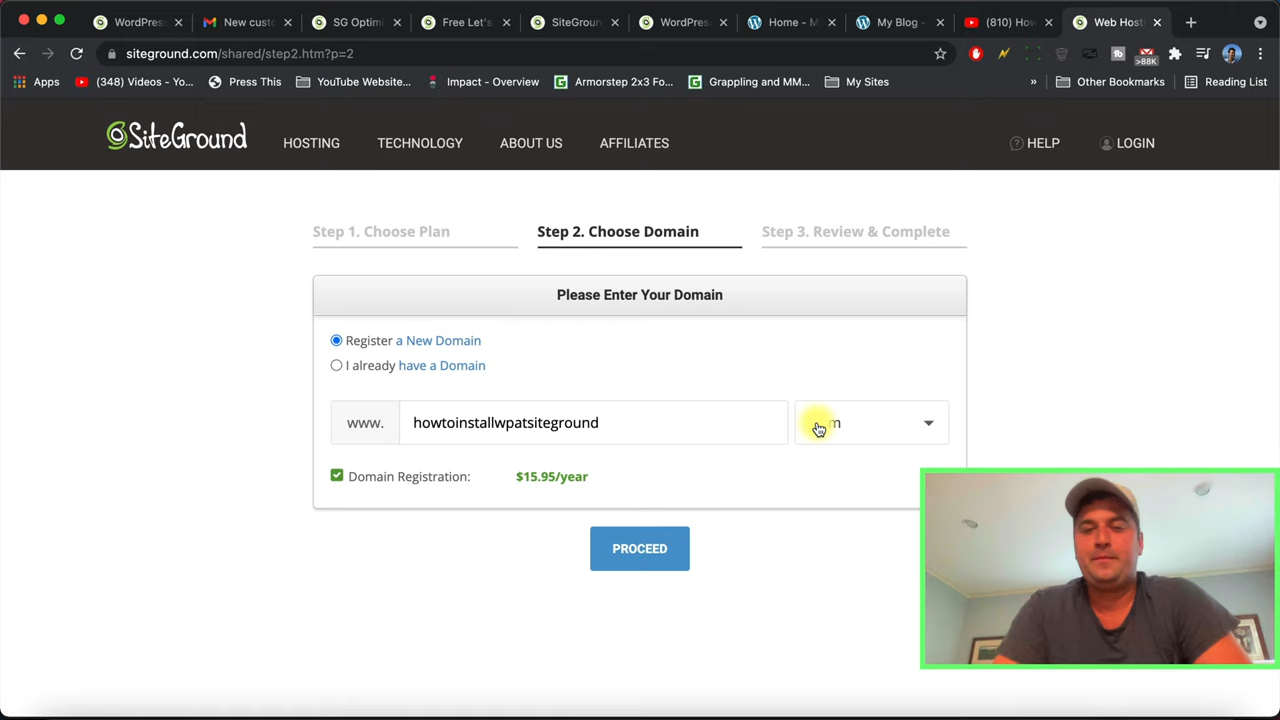 WordPress
New custo
SG Optimi
Free Let's
SiteGroun
WordPress
Home - M
My Blog -
(810) How
Web Host
siteground.com/shared/step2.htm?p=2
>88K
Apps
(348) Videos - Yo...
Press This
YouTube Website...
Impact - Overview
Armorstep 2x3 Fo...
Grappling and MM...
My Sites
»
Other Bookmarks
Reading List
SiteGround
HOSTING
TECHNOLOGY
ABOUT US
AFFILIATES
HELP
LOGIN
Step 1. Choose Plan
Step 2. Choose Domain
Step 3. Review & Complete
Please Enter Your Domain
Register a New Domain
I already have a Domain
www.
howtoinstallwpatsiteground
Domain Registration:
$15.95/year
PROCEED